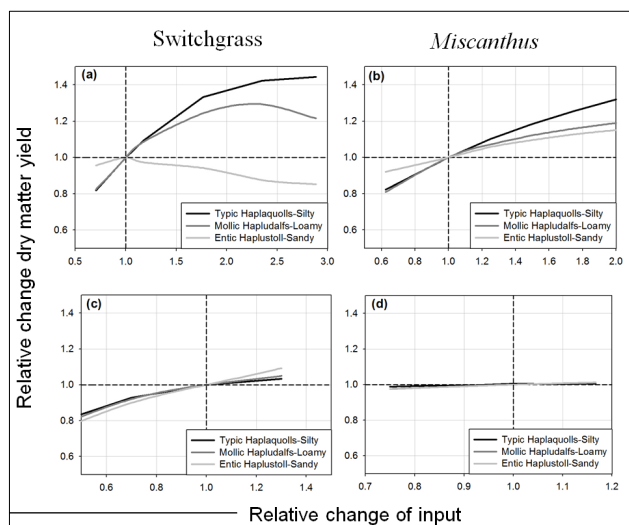 Switchgrass
Miscanthus
Relative change dry matter yield
(a)
1.4
1.2
1.0
0.8
0.6
Typic Haplaquolls-Silty
Mollic Hapludalfs-Loamy
Entic Haplustoll-Sandy
0.5 1.0 1.5 2.0 2.5 3.0
(b)
1.4
1.2
1.0
0.8
0.6
Typic Haplaquolls-Silty
Mollic Hapludalfs-Loamy
Entic Haplustoll-Sandy
0.6 0.8 1.0 1.2 1.4 1.6 1.8 2.0
(c)
1.4
1.2
1.0
0.8
0.6
Typic Haplaquolls-Silty
Mollic Hapludalfs-Loamy
Entic Haplustoll-Sandy
0.6 0.8 1.0 1.2 1.4
(d)
1.4
1.2
1.0
0.8
0.6
Typic Haplaquolls-Silty
Mollic Hapludalfs-Loamy
Entic Haplustoll-Sandy
0.7 0.8 0.9 1.0 1.1 1.2
Relative change of input